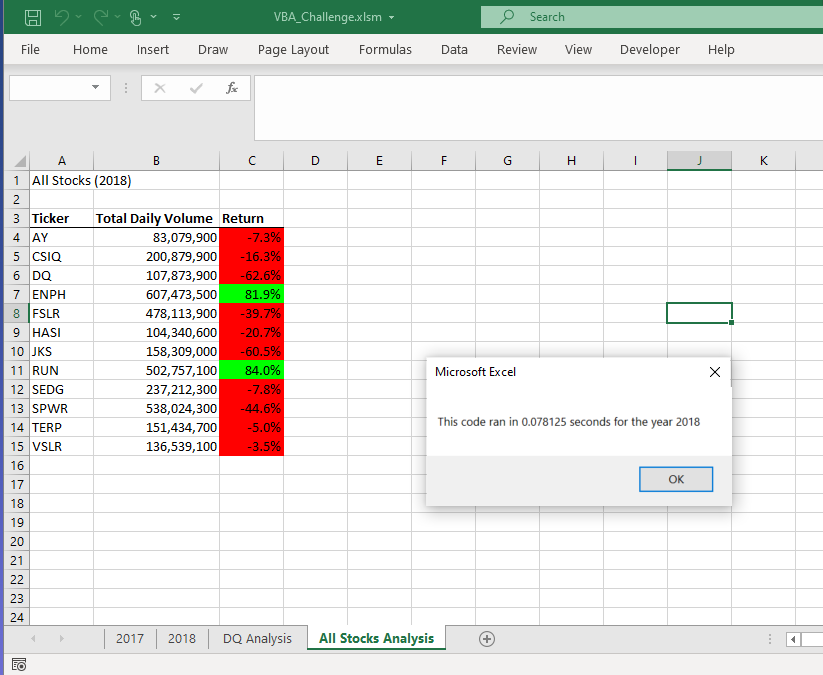 VBA_Challenge.xlsm
Search
File Home Insert Draw Page Layout Formulas Data Review View Developer Help
fx
A B C D E F G H I J K
1 All Stocks (2018)
2
3 Ticker Total Daily Volume Return
4 AY 83,079,900 -7.3%
5 CSIQ 200,879,900 -16.3%
6 DQ 107,873,900 -62.6%
7 ENPH 607,473,500 81.9%
8 FSLR 478,113,900 -39.7%
9 HASI 104,340,600 -20.7%
10 JKS 158,309,000 -60.5%
11 RUN 502,757,100 84.0%
12 SEDG 237,212,300 -7.8%
13 SPWR 538,024,300 -44.6%
14 TERP 151,434,700 -5.0%
15 VSLR 136,539,100 -3.5%
16
17
18
19
20
21
22
23
24
Microsoft Excel
This code ran in 0.078125 seconds for the year 2018
OK
2017 2018 DQ Analysis All Stocks Analysis